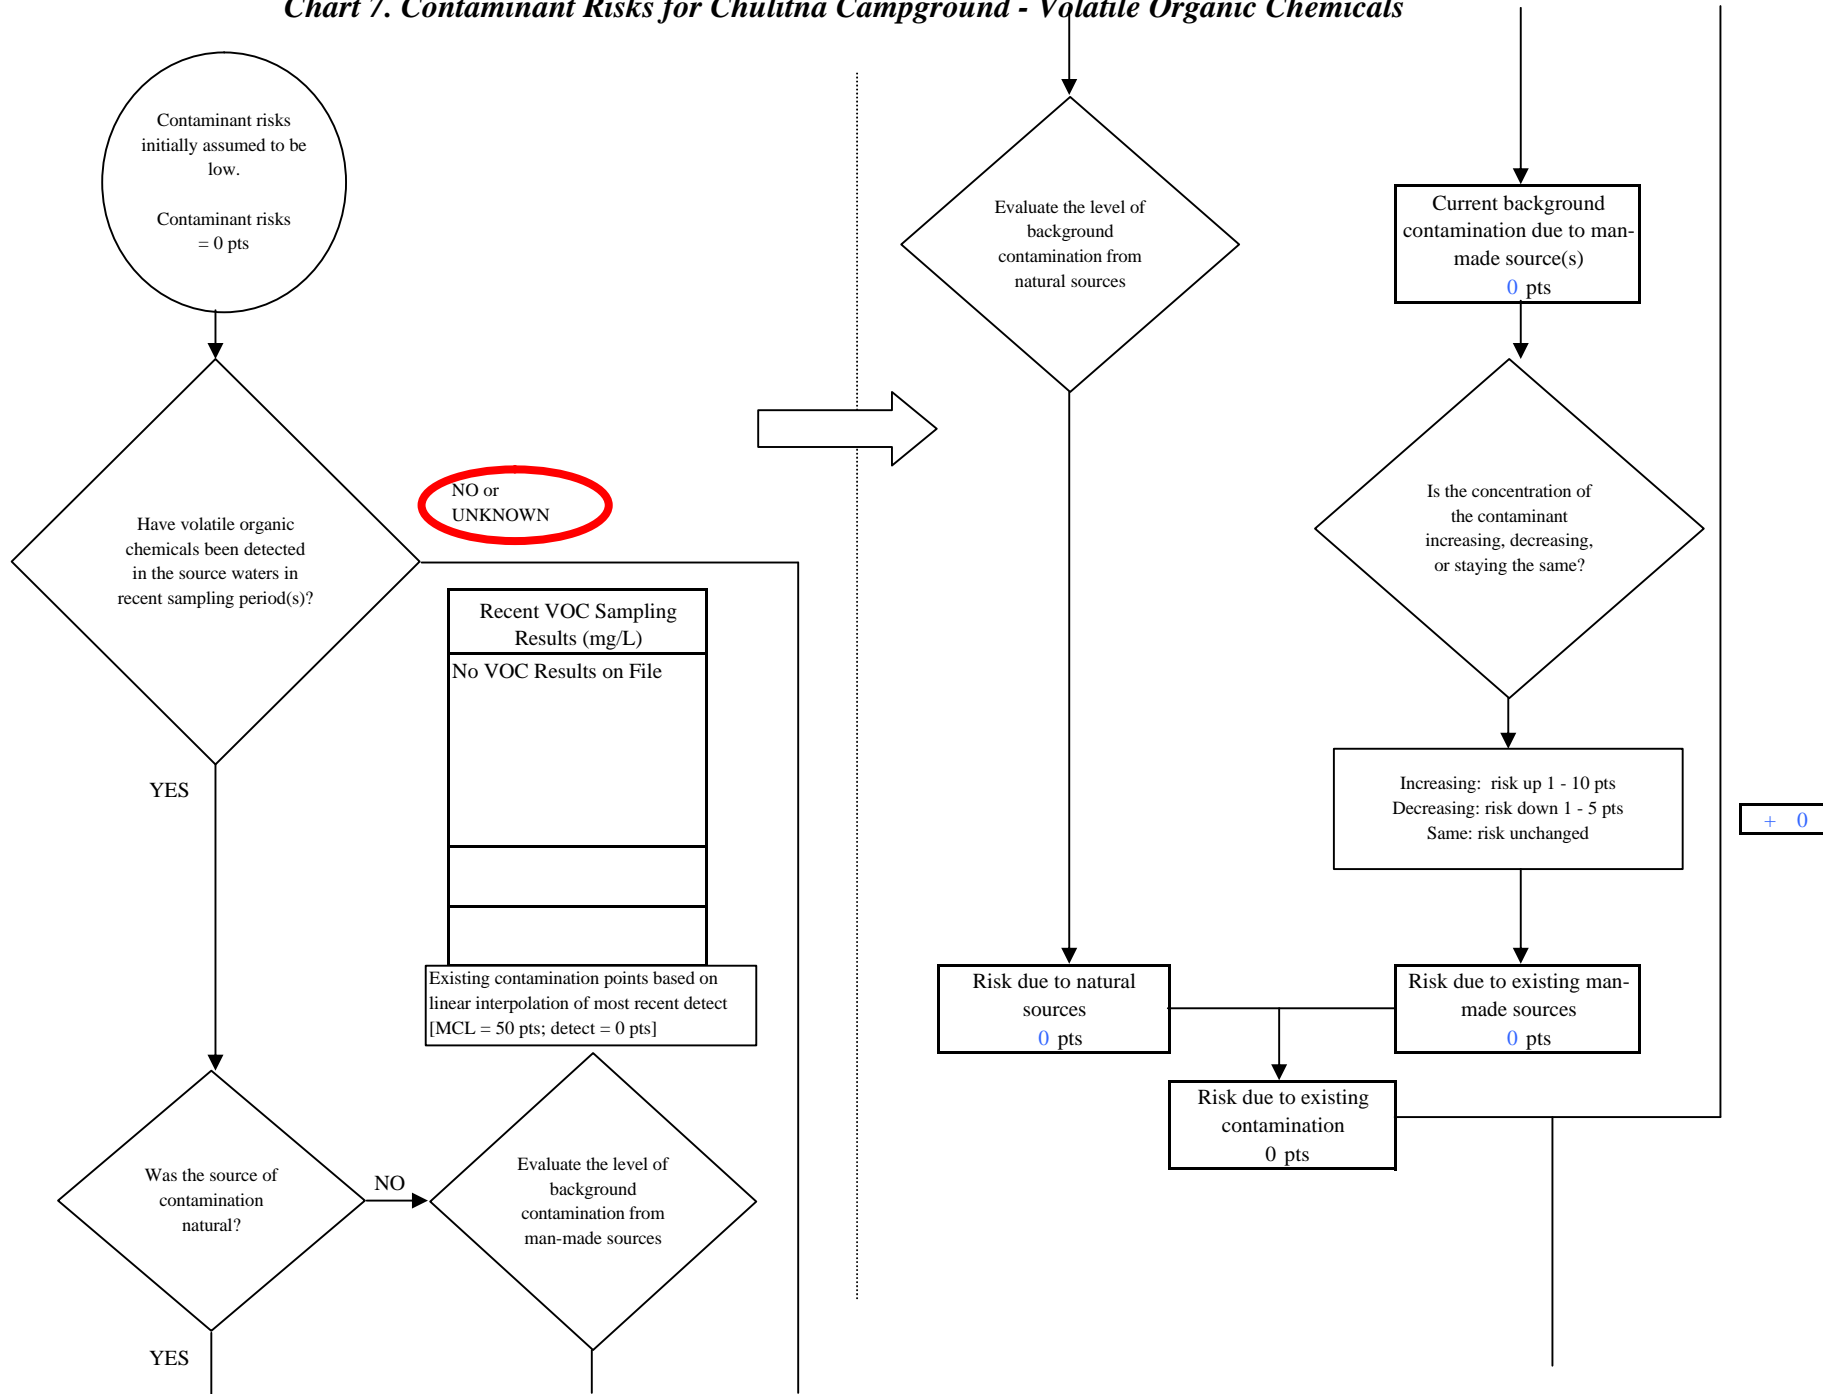 Chart 7. Contaminant Risks for Chulitna Campground - Volatile Organic Chemicals
Contaminant risks
initially assumed to be
low.
Contaminant risks
= 0 pts
Have volatile organic
chemicals been detected
in the source waters in
recent sampling period(s)?
NO or
UNKNOWN
YES
Recent VOC Sampling
Results (mg/L)
No VOC Results on File
Existing contamination points based on
linear interpolation of most recent detect
[MCL = 50 pts; detect = 0 pts]
Was the source of
contamination
natural?
NO
YES
Evaluate the level of
background
contamination from
man-made sources
Evaluate the level of
background
contamination from
natural sources
Current background
contamination due to man-
made source(s)
0 pts
Is the concentration of
the contaminant
increasing, decreasing,
or staying the same?
Increasing: risk up 1 - 10 pts
Decreasing: risk down 1 - 5 pts
Same: risk unchanged
+ 0
Risk due to natural
sources
0 pts
Risk due to existing man-
made sources
0 pts
Risk due to existing
contamination
0 pts